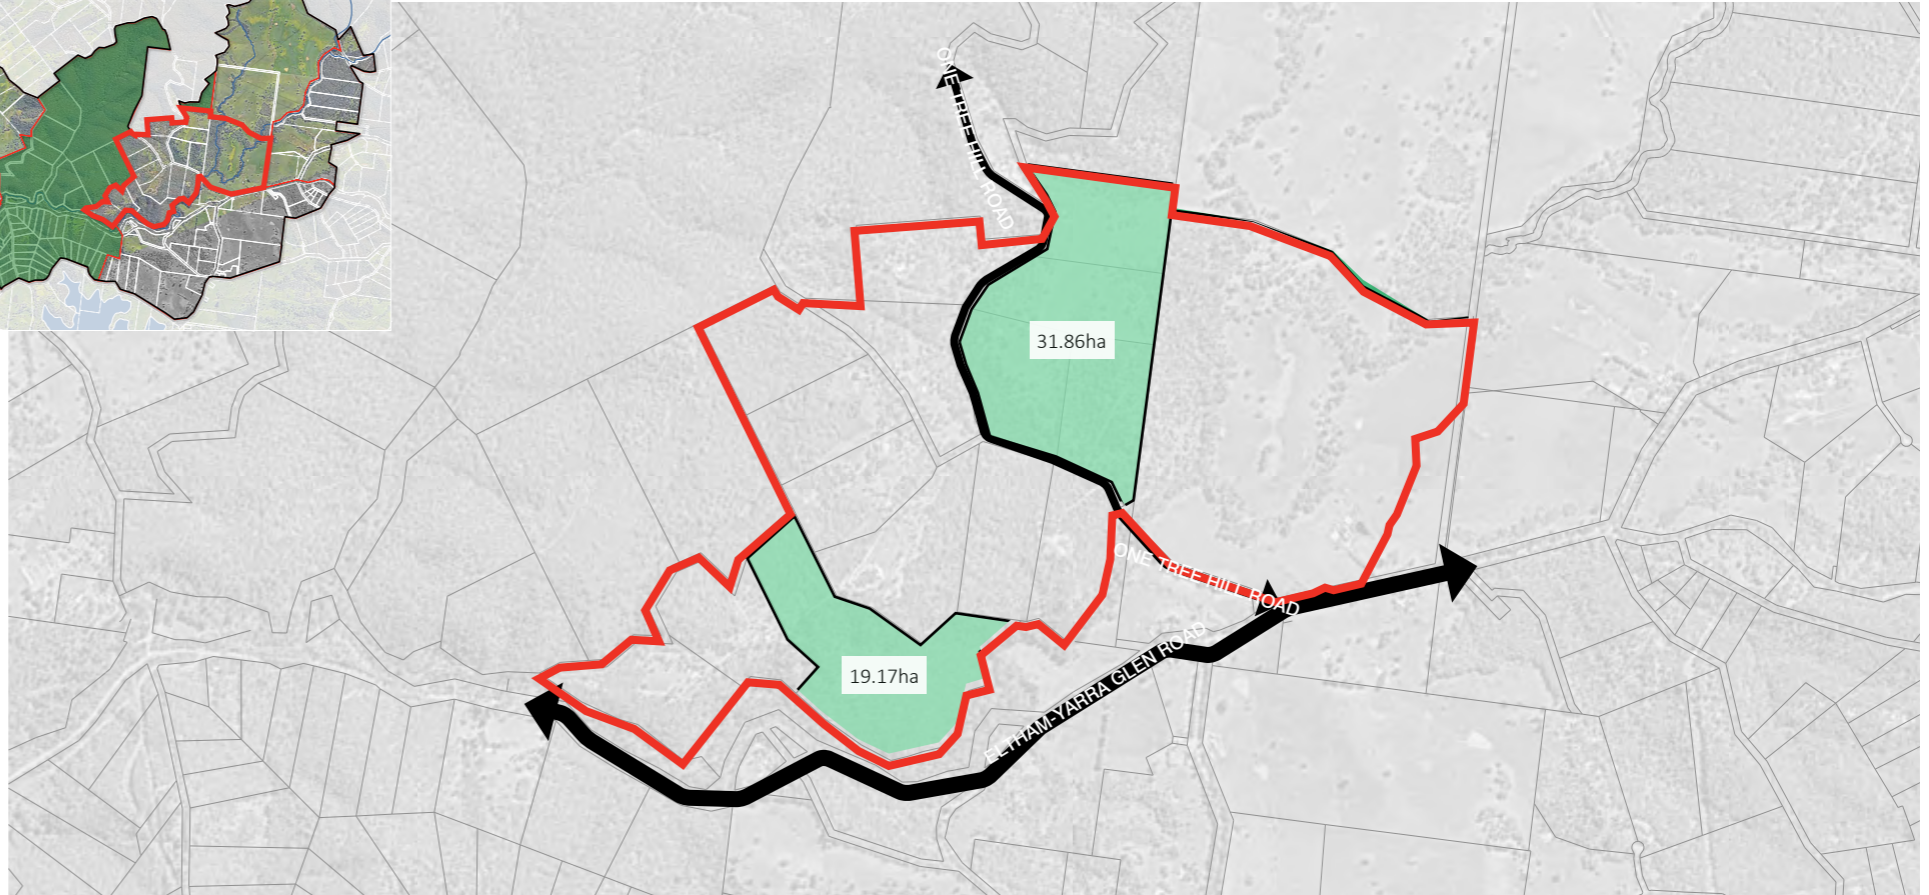 ONE TREE HILL ROAD
31.86ha
ONE TREE HILL ROAD
ELTHAM-YARRA GLEN ROAD
19.17ha